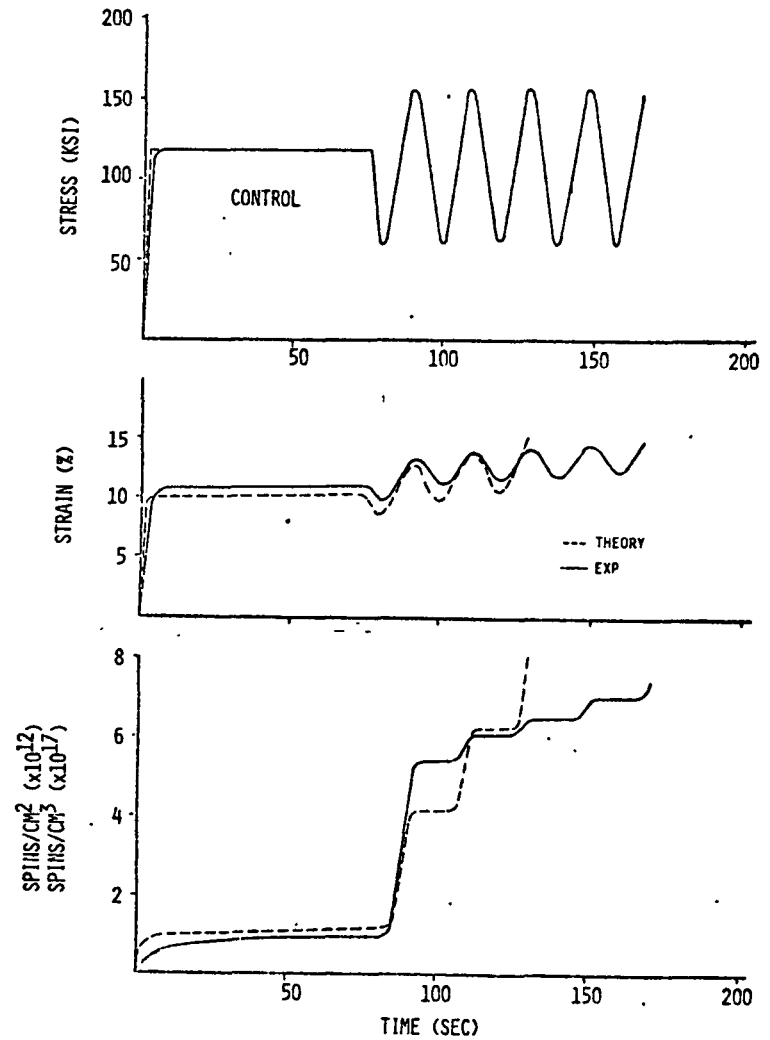 200
150
100
50
STRESS (KSI)
CONTROL
50
100
150
200
15
10
5
STRAIN (%)
--- THEORY
— EXP
8
6
4
2
SPINS/CM² (x10¹²)
SPINS/CM³ (x10¹⁷)
50
100
150
200
TIME (SEC)